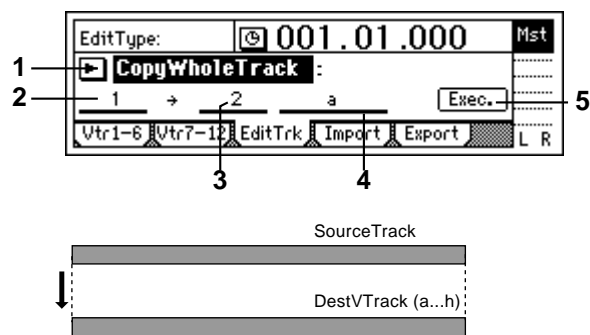 EditType: 001.01.000 Mst
1 CopyWholeTrack :
2 1 → 2 a Exec. 5
Vtr1-6 Vtr7-12 EditTrk Import Export L R
3 4
SourceTrack
DestVTrack (a...h)